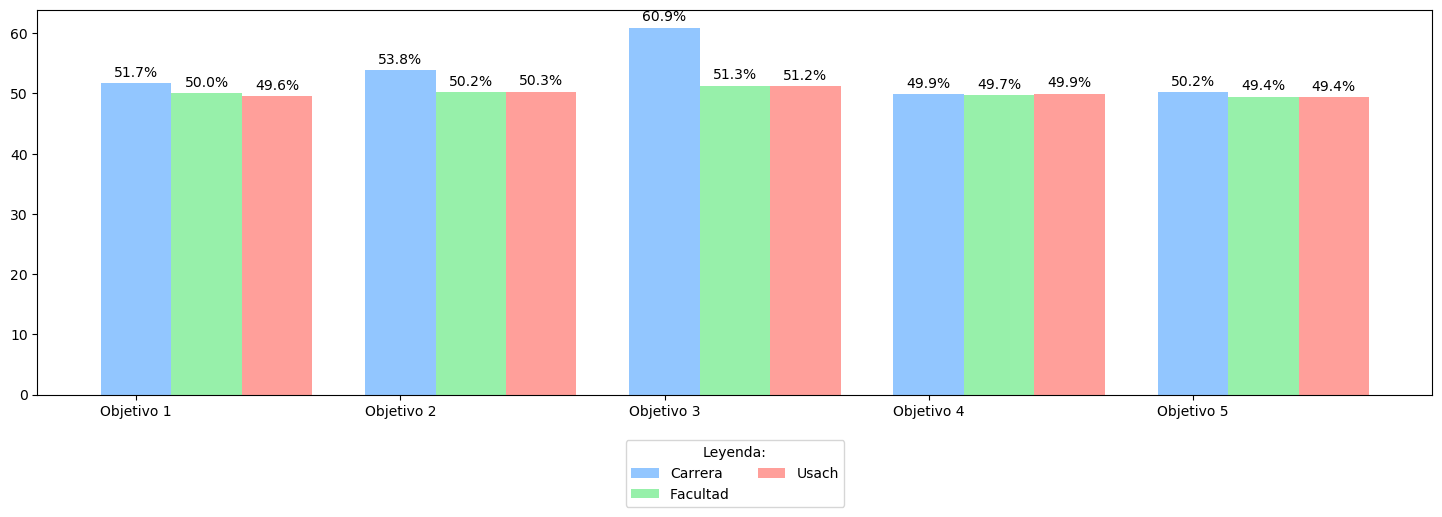 60.9%
60
53.8%
51.7%
51.3%
51.2%
50.0%
49.6%
50.2%
50.3%
49.9%
49.7%
49.9%
50.2%
49.4%
49.4%
50
40
30
20
10
0
Objetivo 1
Objetivo 2
Objetivo 3
Objetivo 4
Objetivo 5
Leyenda:
Carrera
Usach
Facultad